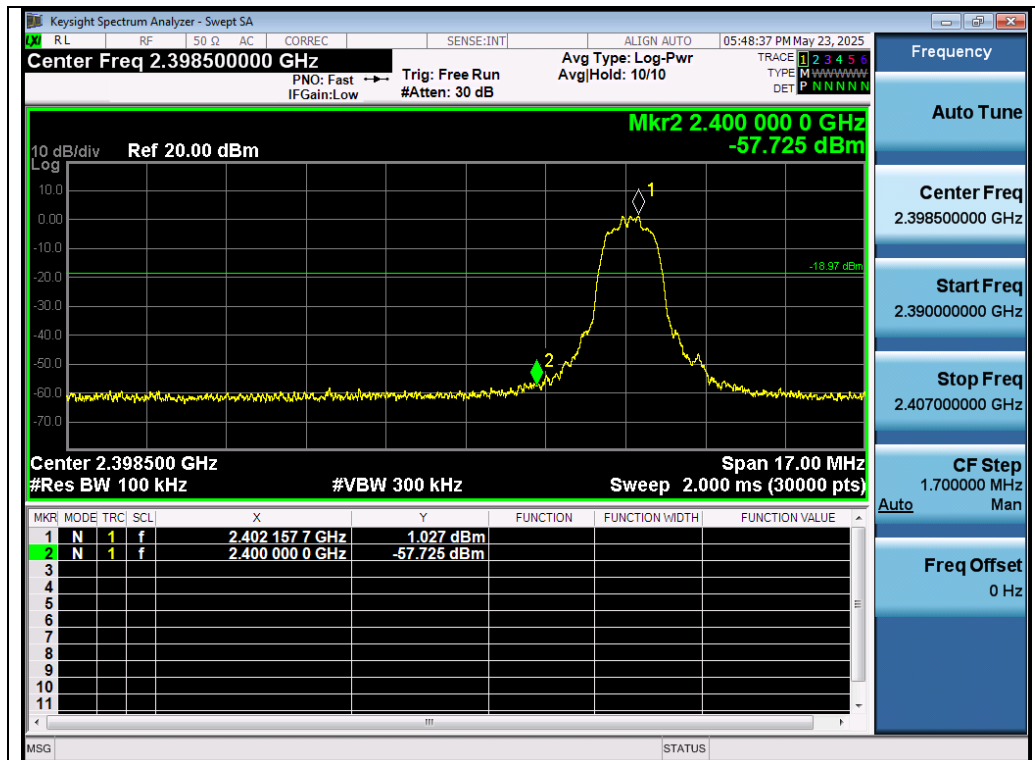 Keysight Spectrum Analyzer - Swept SA
LXI RL RF 50 Ω AC CORREC SENSE:INT ALIGN AUTO 05:48:37 PM May 23, 2025
Center Freq 2.398500000 GHz
PNO: Fast
IFGain:Low
Trig: Free Run
#Atten: 30 dB
Avg Type: Log-Pwr
Avg|Hold: 10/10
TRACE 1 2 3 4 5 6
TYPE M WWWWW
DET P N N N N N
Mkr2 2.400 000 0 GHz
-57.725 dBm
10 dB/div Ref 20.00 dBm
Log
10.0
0.00
-10.0
-20.0
-30.0
-40.0
-50.0
-60.0
-70.0
1
-18.97 dBm
2
Center 2.398500 GHz Span 17.00 MHz
#Res BW 100 kHz #VBW 300 kHz Sweep 2.000 ms (30000 pts)
MKR MODE TRC SCL X Y FUNCTION FUNCTION WIDTH FUNCTION VALUE
1 N 1 f 2.402 157 7 GHz 1.027 dBm
2 N 1 f 2.400 000 0 GHz -57.725 dBm
3
4
5
6
7
8
9
10
11
MSG STATUS
Frequency
Auto Tune
Center Freq
2.398500000 GHz
Start Freq
2.390000000 GHz
Stop Freq
2.407000000 GHz
CF Step
1.700000 MHz
Auto Man
Freq Offset
0 Hz